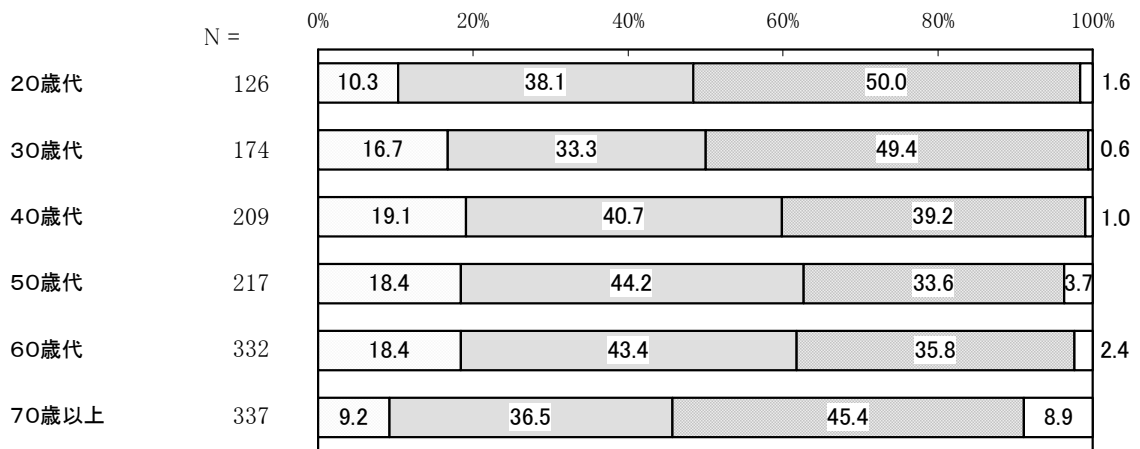 0% 20% 40% 60% 80% 100%
N =
20歳代 126 10.3 38.1 50.0 1.6
30歳代 174 16.7 33.3 49.4 0.6
40歳代 209 19.1 40.7 39.2 1.0
50歳代 217 18.4 44.2 33.6 3.7
60歳代 332 18.4 43.4 35.8 2.4
70歳以上 337 9.2 36.5 45.4 8.9